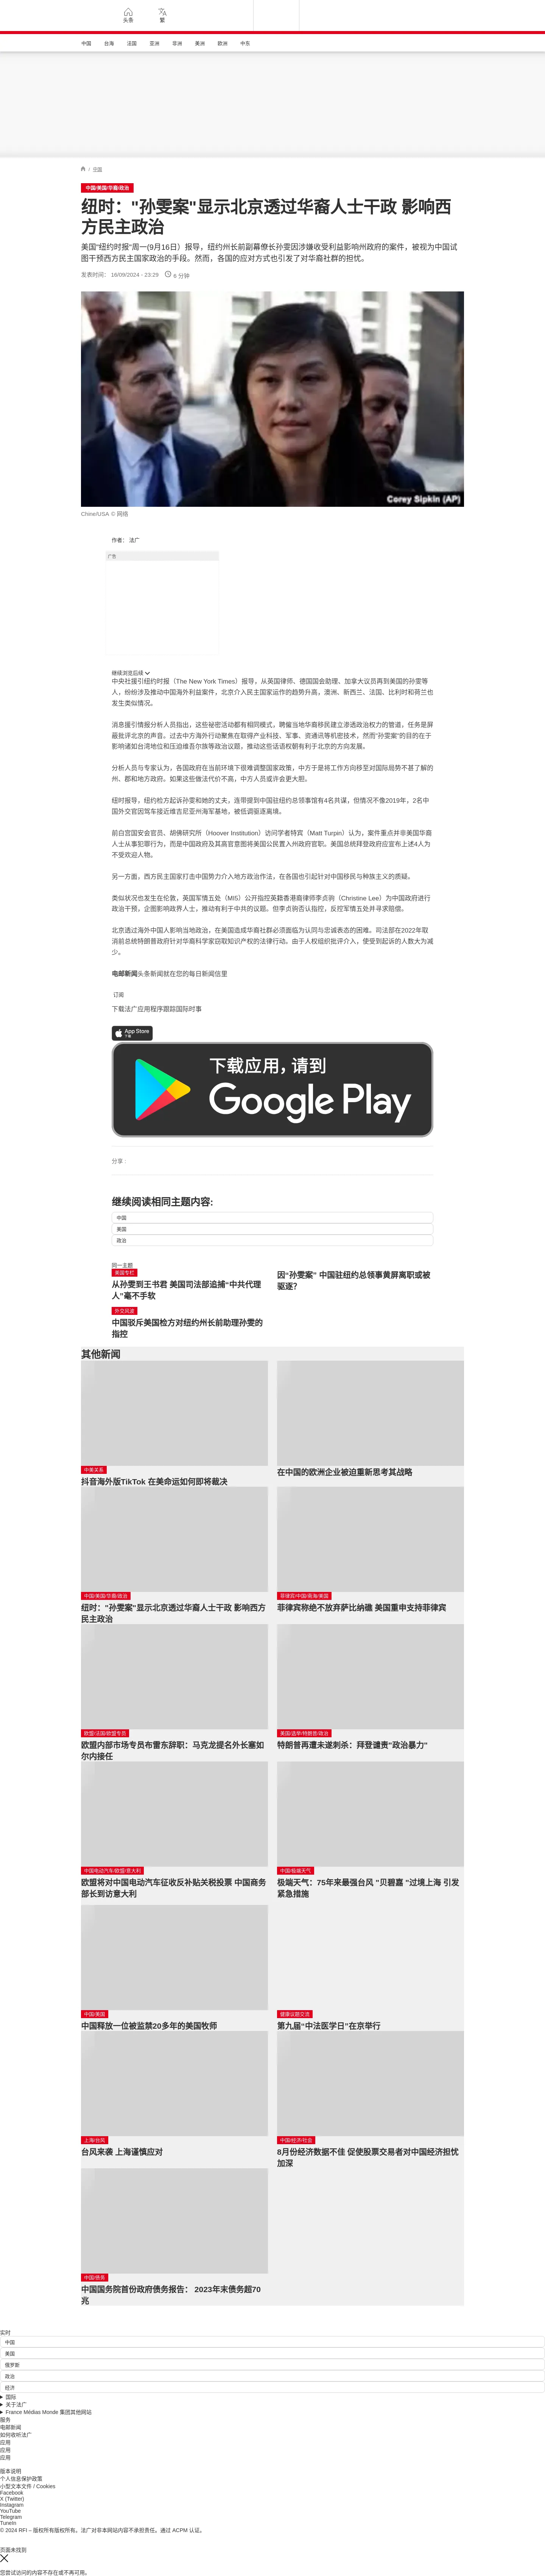 头条
繁
中国
台海
法国
亚洲
非洲
美洲
欧洲
中东
/ 中国
中国/美国/华裔/政治
纽时："孙雯案"显示北京透过华裔人士干政 影响西
方民主政治
美国"纽约时报"周一(9月16日）报导，纽约州长前副幕僚长孙雯因涉嫌收受利益影响州政府的案件，被视为中国试
图干预西方民主国家政治的手段。然而，各国的应对方式也引发了对华裔社群的担忧。
发表时间： 16/09/2024 - 23:29
6 分钟
Corey Sipkin (AP)
Chine/USA © 网络
作者： 法广
广告
继续浏览后续
中央社援引纽约时报（The New York Times）报导，从英国律师、德国国会助理、加拿大议员再到美国的孙雯等
人，纷纷涉及推动中国海外利益案件，北京介入民主国家运作的趋势升高，澳洲、新西兰、法国、比利时和荷兰也
发生类似情况。
消息援引情报分析人员指出，这些秘密活动都有相同模式，聘僱当地华裔移民建立渗透政治权力的管道，任务是屏
蔽批评北京的声音。过去中方海外行动聚焦在取得产业科技、军事、资通讯等机密技术，然而"孙雯案"的目的在于
影响诸如台湾地位和压迫维吾尔族等政治议题，推动这些话语权朝有利于北京的方向发展。
分析人员与专家认为，各国政府在当前环境下很难调整国家政策，中方于是将工作方向移至对国际局势不甚了解的
州、郡和地方政府。如果这些做法代价不高，中方人员或许会更大胆。
纽时报导，纽约检方起诉孙雯和她的丈夫，连带提到中国驻纽约总领事馆有4名共谋，但情况不像2019年，2名中
国外交官因驾车接近维吉尼亚州海军基地，被低调驱逐离境。
前白宫国安会官员、胡佛研究所（Hoover Institution）访问学者特宾（Matt Turpin）认为，案件重点并非美国华裔
人士从事犯罪行为，而是中国政府及其高官意图将美国公民置入州政府官职。美国总统拜登政府应宣布上述4人为
不受欢迎人物。
另一方面，西方民主国家打击中国势力介入地方政治作法，在各国也引起针对中国移民与种族主义的质疑。
类似状况也发生在伦敦，英国军情五处（MI5）公开指控英籍香港裔律师李贞驹（Christine Lee）为中国政府进行
政治干预，企图影响政界人士，推动有利于中共的议题。但李贞驹否认指控，反控军情五处并寻求赔偿。
北京透过海外中国人影响当地政治，在美国造成华裔社群必须面临为认同与忠诚表态的困难。司法部在2022年取
消前总统特朗普政府针对华裔科学家窃取知识产权的法律行动。由于人权组织批评介入，使受到起诉的人数大为减
少。
电邮新闻头条新闻就在您的每日新闻信里
订阅
下载法广应用程序跟踪国际时事
App Store
下载
下载应用，请到
Google Play
分享 :
继续阅读相同主题内容:
中国
美国
政治
同一主题
美国专栏
从孙雯到王书君 美国司法部追捕"中共代理
人"毫不手软
因"孙雯案" 中国驻纽约总领事黄屏离职或被
驱逐?
外交风波
中国驳斥美国检方对纽约州长前助理孙雯的
指控
其他新闻
中美关系
抖音海外版TikTok 在美命运如何即将裁决
在中国的欧洲企业被迫重新思考其战略
中国/美国/华裔/政治
纽时："孙雯案"显示北京透过华裔人士干政 影响西方
民主政治
菲律宾/中国/南海/美国
菲律宾称绝不放弃萨比纳礁 美国重申支持菲律宾
欧盟/法国/欧盟专员
欧盟内部市场专员布雷东辞职：马克龙提名外长塞如
尔内接任
美国/选举/特朗普/政治
特朗普再遭未遂刺杀：拜登谴责"政治暴力"
中国电动汽车/欧盟/意大利
欧盟将对中国电动汽车征收反补贴关税投票 中国商务
部长到访意大利
中国/极端天气
极端天气：75年来最强台风 "贝碧嘉 "过境上海 引发
紧急措施
中国/美国
中国释放一位被监禁20多年的美国牧师
健康议题交流
第九届"中法医学日"在京举行
上海/台风
台风来袭 上海谨慎应对
中国/经济/社会
8月份经济数据不佳 促使股票交易者对中国经济担忧
加深
中国/债务
中国国务院首份政府债务报告： 2023年末债务超70
兆
实时
中国
美国
俄罗斯
政治
经济
国际
关于法广
France Médias Monde 集团其他网站
服务
电邮新闻
如何收听法广
应用
应用
应用
版本说明
个人信息保护政策
小型文本文件 / Cookies
Facebook
X (Twitter)
Instagram
YouTube
Telegram
TuneIn
© 2024 RFI – 版权所有版权所有。法广对非本网站内容不承担责任。通过 ACPM 认证。
页面未找到
您尝试访问的内容不存在或不再可用。